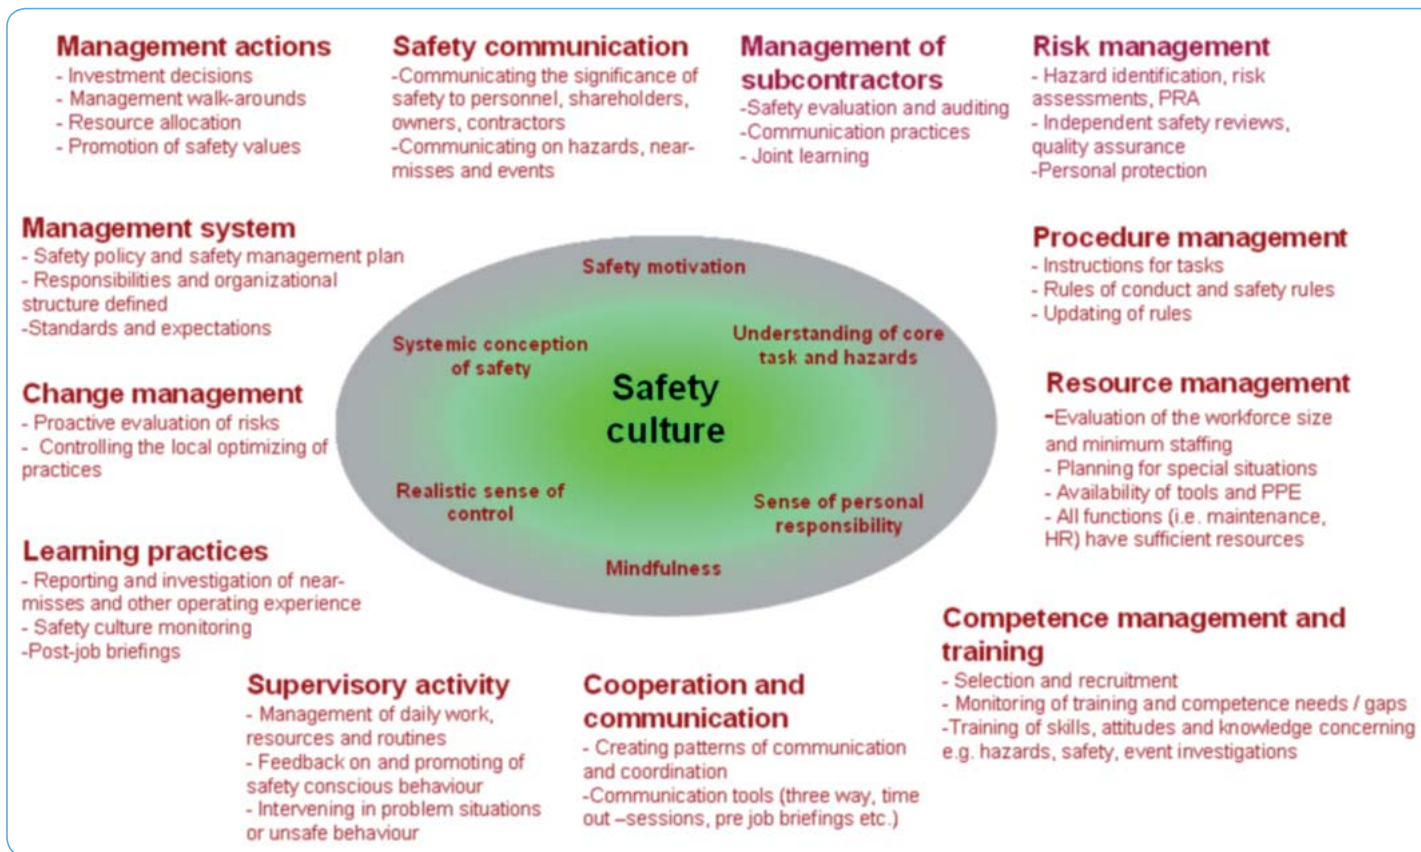 Management actions
- Investment decisions
- Management walk-arounds
- Resource allocation
- Promotion of safety values
Safety communication
-Communicating the significance of
safety to personnel, shareholders,
owners, contractors
-Communicating on hazards, near-
misses and events
Management of
subcontractors
-Safety evaluation and auditing
-Communication practices
- Joint learning
Risk management
- Hazard identification, risk
assessments, PRA
- Independent safety reviews,
quality assurance
-Personal protection
Management system
- Safety policy and safety management plan
- Responsibilities and organizational
structure defined
-Standards and expectations
Change management
- Proactive evaluation of risks
- Controlling the local optimizing of
practices
Learning practices
- Reporting and investigation of near-
misses and other operating experience
- Safety culture monitoring
-Post-job briefings
Safety motivation
Systemic conception
of safety
Understanding of core
task and hazards
Safety
culture
Realistic sense of
control
Sense of personal
responsibility
Mindfulness
Procedure management
- Instructions for tasks
- Rules of conduct and safety rules
- Updating of rules
Resource management
-Evaluation of the workforce size
and minimum staffing
- Planning for special situations
- Availability of tools and PPE
- All functions (i.e. maintenance,
HR) have sufficient resources
Supervisory activity
- Management of daily work,
resources and routines
- Feedback on and promoting of
safety conscious behaviour
- Intervening in problem situations
or unsafe behaviour
Cooperation and
communication
- Creating patterns of communication
and coordination
-Communication tools (three way, time
out –sessions, pre job briefings etc.)
Competence management and
training
- Selection and recruitment
- Monitoring of training and competence needs / gaps
-Training of skills, attitudes and knowledge concerning
e.g. hazards, safety, event investigations